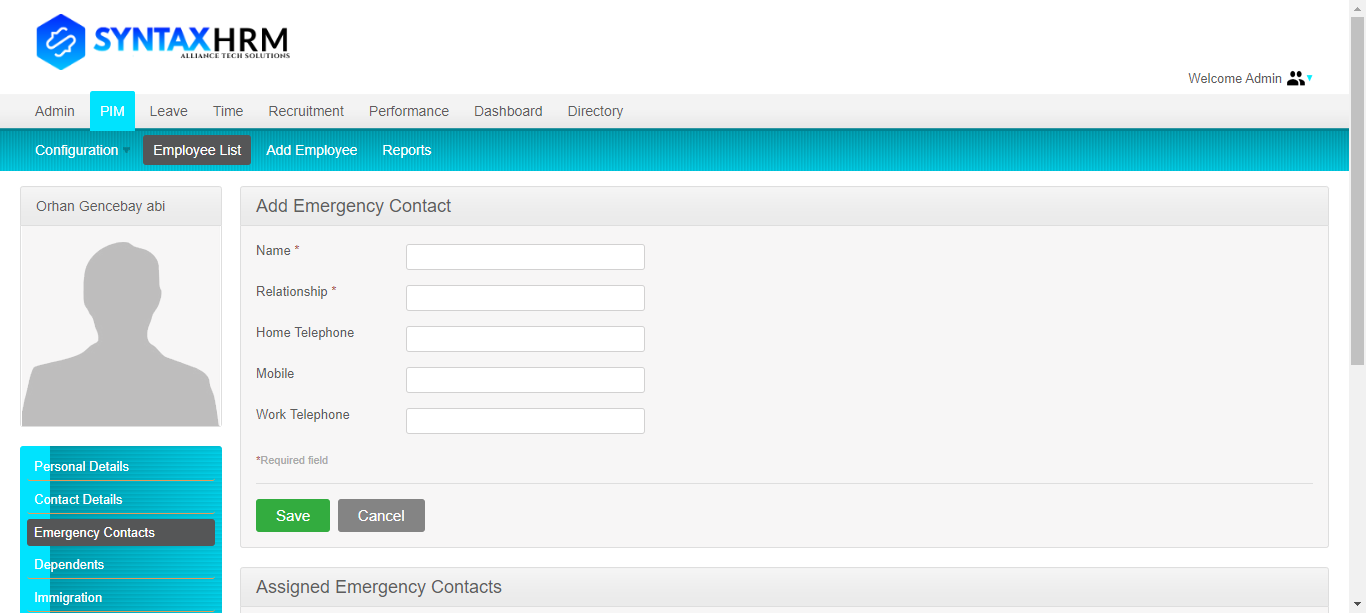 SYNTAXHRM
ALLIANCE TECH SOLUTIONS
Welcome Admin
Admin PIM Leave Time Recruitment Performance Dashboard Directory
Configuration Employee List Add Employee Reports
Orhan Gencebay abi
Add Emergency Contact
Name *
Relationship *
Home Telephone
Mobile
Work Telephone
*Required field
Save Cancel
Personal Details
Contact Details
Emergency Contacts
Dependents
Immigration
Assigned Emergency Contacts